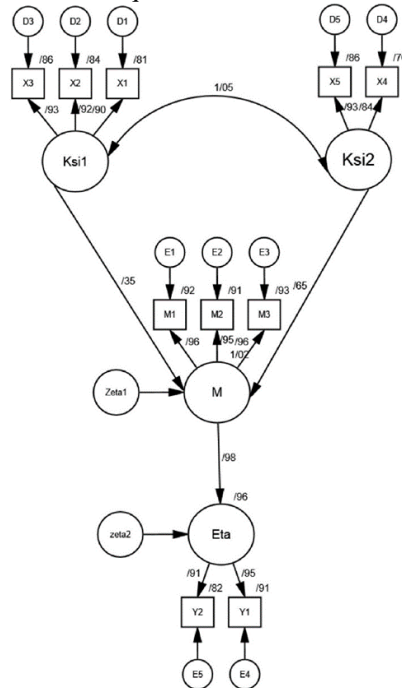 D3 D2 D1 D5 D4
/86 /84 /81 /86
X3 X2 X1 X5 X4
/93 /92 /90 /93 /84
1/05
Ksi1 Ksi2
E1 E2 E3
/35 /92 /91 /93 /65
M1 M2 M3
/96 /95 /96
1/02
Zeta1 M
/98
/96
zeta2 Eta
/91 /95
/82 /91
Y2 Y1
E5 E4